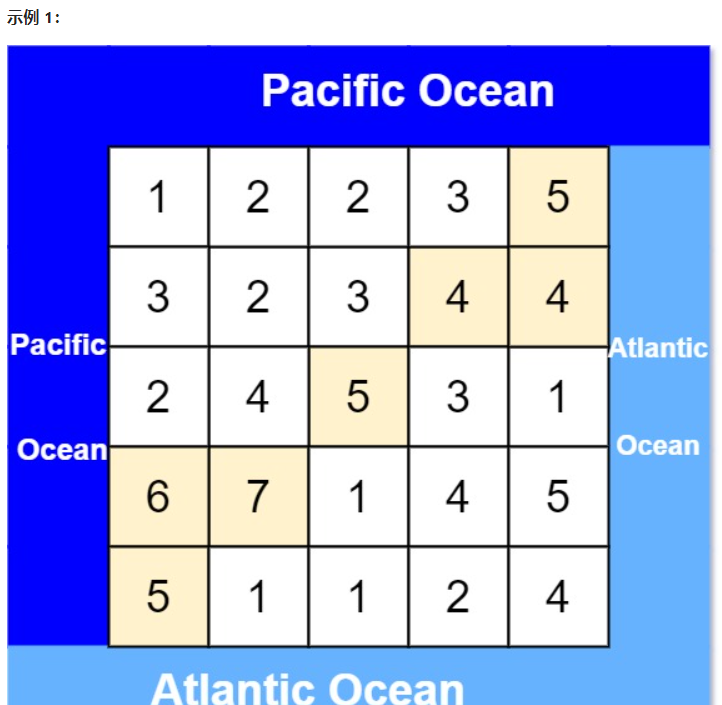 示例 1：
Pacific Ocean
1 2 2 3 5
3 2 3 4 4
Pacific
Atlantic
2 4 5 3 1
Ocean
Ocean
6 7 1 4 5
5 1 1 2 4
Atlantic Ocean